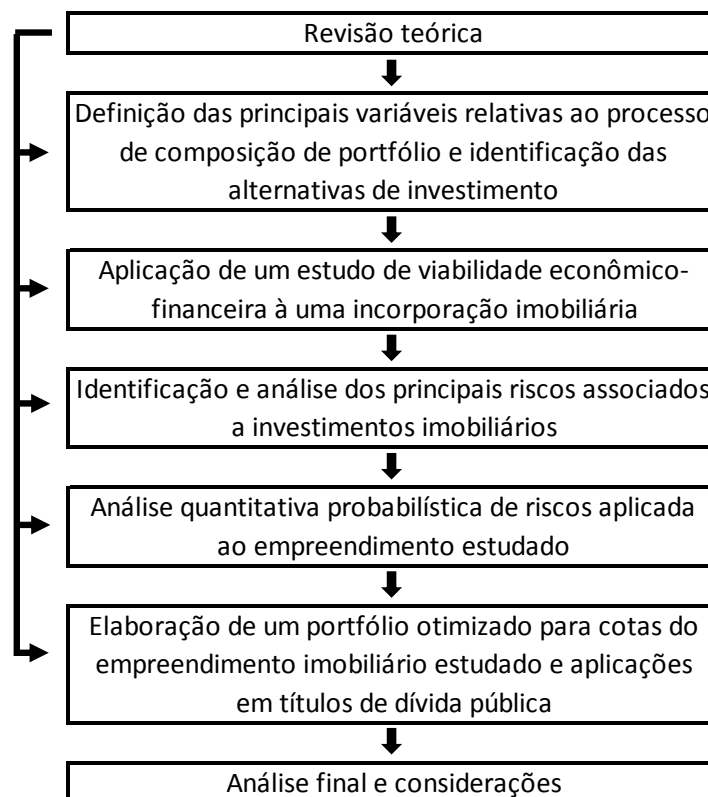 Revisão teórica
Definição das principais variáveis relativas ao processo
de composição de portfólio e identificação das
alternativas de investimento
Aplicação de um estudo de viabilidade econômico-
financeira à uma incorporação imobiliária
Identificação e análise dos principais riscos associados
a investimentos imobiliários
Análise quantitativa probabilística de riscos aplicada
ao empreendimento estudado
Elaboração de um portfólio otimizado para cotas do
empreendimento imobiliário estudado e aplicações
em títulos de dívida pública
Análise final e considerações